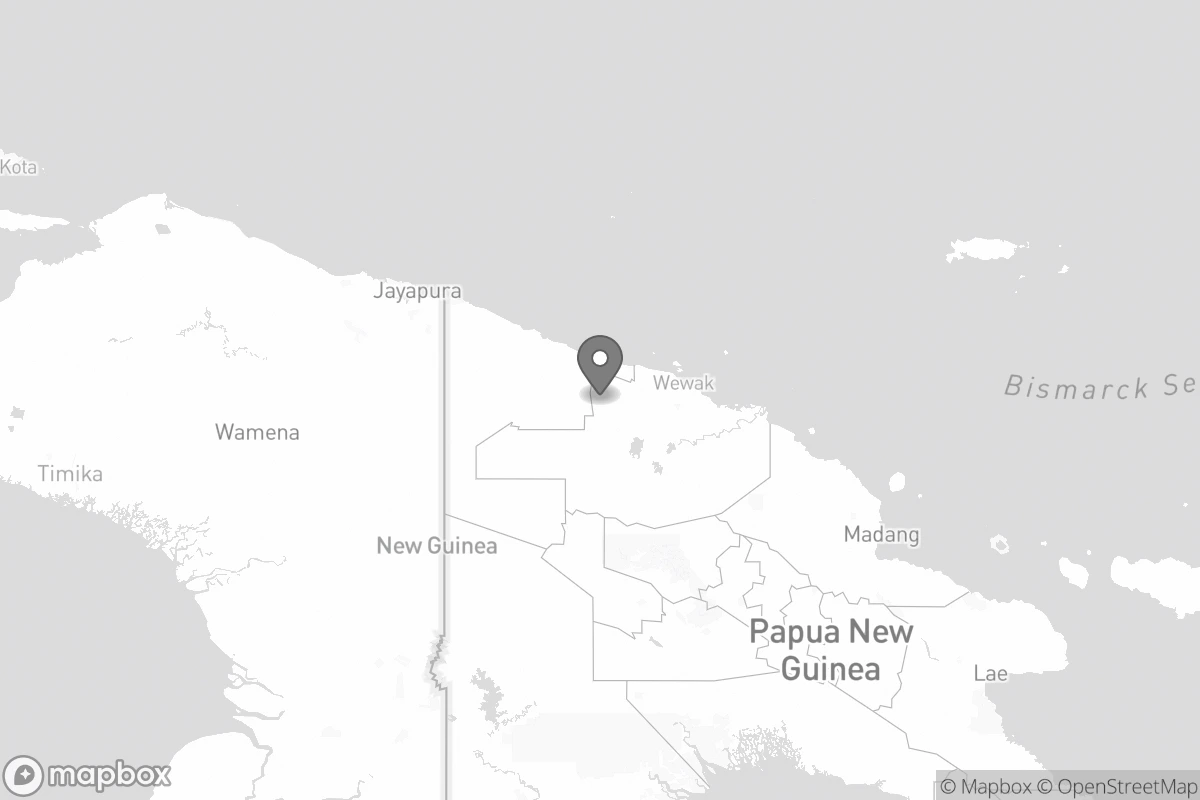 Kota
Jayapura
Wewak
Bismarck Se
Wamena
Timika
Madang
New Guinea
Papua New
Guinea
Lae
mapbox
© Mapbox © OpenStreetMap